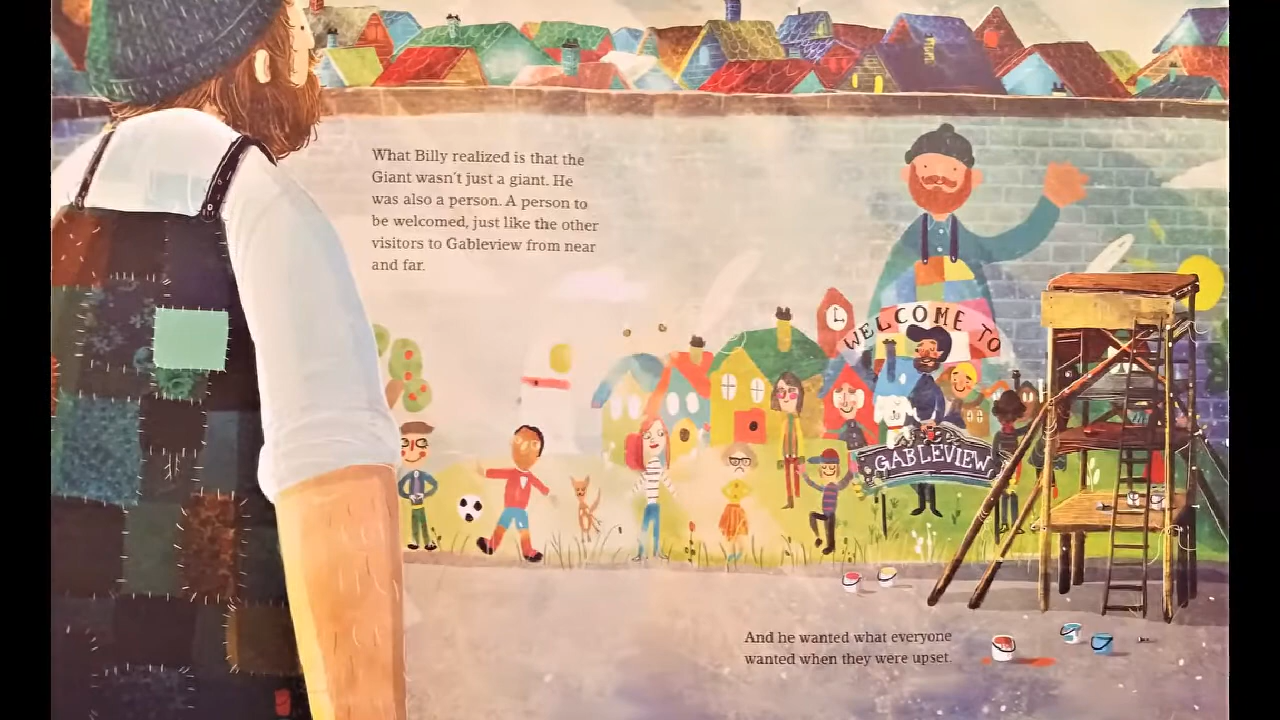 What Billy realized is that the
Giant wasn't just a giant. He
was also a person. A person to
be welcomed, just like the other
visitors to Gableview from near
and far.
WELCOME TO
GABLEVIEW
And he wanted what everyone
wanted when they were upset.